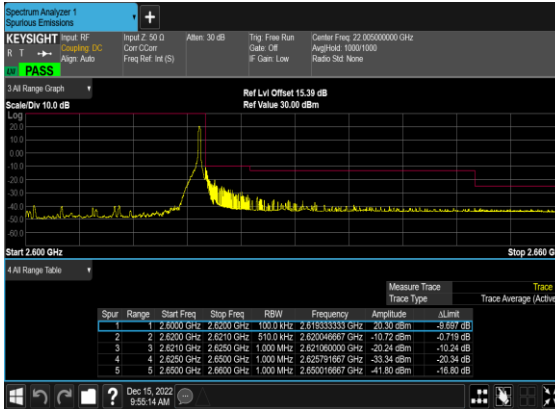 Spectrum Analyzer 1
Spurious Emissions
KEYSIGHT Input: RF Input Z: 50 Ω Atten: 30 dB Trig: Free Run Center Freq: 22.005000000 GHz
R T Coupling: DC Corr CCorr Gate: Off Avg|Hold: 1000/1000
Align: Auto Freq Ref: Int (S) IF Gain: Low Radio Std: None
PASS
3 All Range Graph
Ref Lvl Offset 15.39 dB
Scale/Div 10.0 dB Ref Value 30.00 dBm
Log
20.0
10.0
0.00
-10.0
-20.0
-30.0
-40.0
-50.0
-60.0
Start 2.600 GHz Stop 2.660 G
4 All Range Table
Measure Trace Trace
Trace Type Trace Average (Active
Spur Range Start Freq Stop Freq RBW Frequency Amplitude ΔLimit
1 1 2.6000 GHz 2.6200 GHz 100.0 kHz 2.619333333 GHz 20.30 dBm -9.697 dB
2 2 2.6200 GHz 2.6210 GHz 510.0 kHz 2.620046667 GHz -10.72 dBm -0.719 dB
3 3 2.6210 GHz 2.6250 GHz 1.000 MHz 2.621060000 GHz -20.24 dBm -10.24 dB
4 4 2.6250 GHz 2.6500 GHz 1.000 MHz 2.625791667 GHz -33.34 dBm -20.34 dB
5 5 2.6500 GHz 2.6600 GHz 1.000 MHz 2.650016667 GHz -41.80 dBm -16.80 dB
Dec 15, 2022
9:55:14 AM